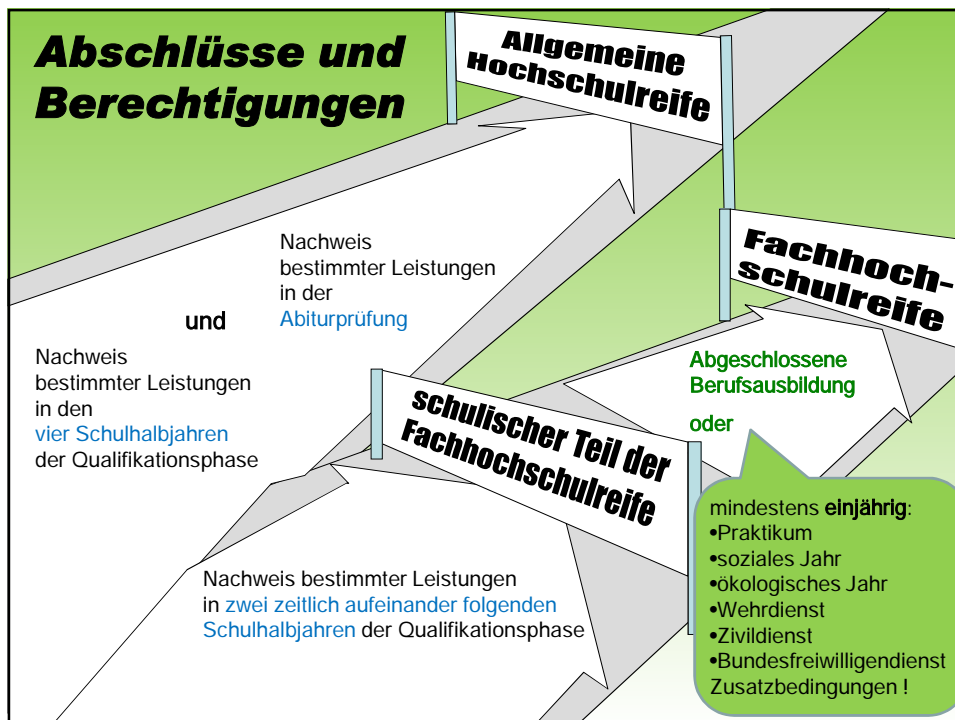 Abschlüsse und
Berechtigungen
Allgemeine
Hochschulreife
Fachhoch-
schulreife
Nachweis
bestimmter Leistungen
in der
Abiturprüfung
und
Nachweis
bestimmter Leistungen
in den
vier Schulhalbjahren
der Qualifikationsphase
Abgeschlossene
Berufsausbildung
oder
schulischer Teil der
Fachhochschulreife
mindestens einjährig:
•Praktikum
•soziales Jahr
•ökologisches Jahr
•Wehrdienst
•Zivildienst
•Bundesfreiwilligendienst
Zusatzbedingungen !
Nachweis bestimmter Leistungen
in zwei zeitlich aufeinander folgenden
Schulhalbjahren der Qualifikationsphase